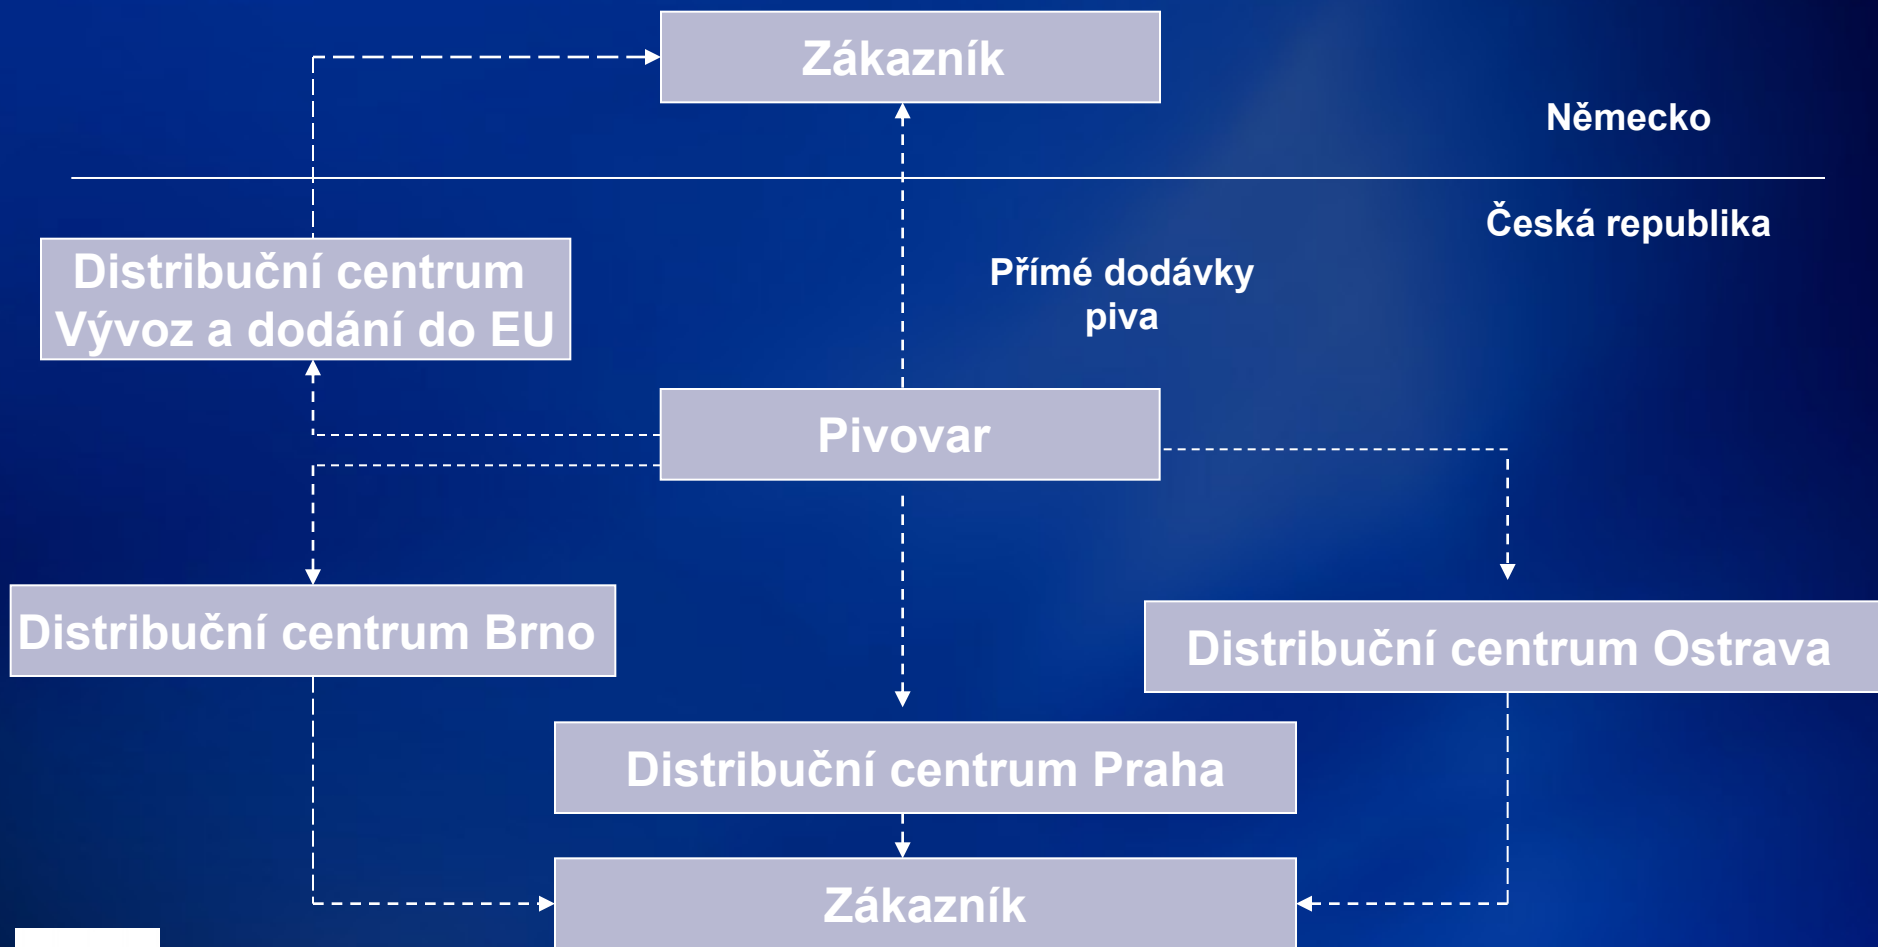 Zákazník
Německo
Česká republika
Distribuční centrum
Vývoz a dodání do EU
Přímé dodávky
piva
Pivovar
Distribuční centrum Brno
Distribuční centrum Ostrava
Distribuční centrum Praha
Zákazník